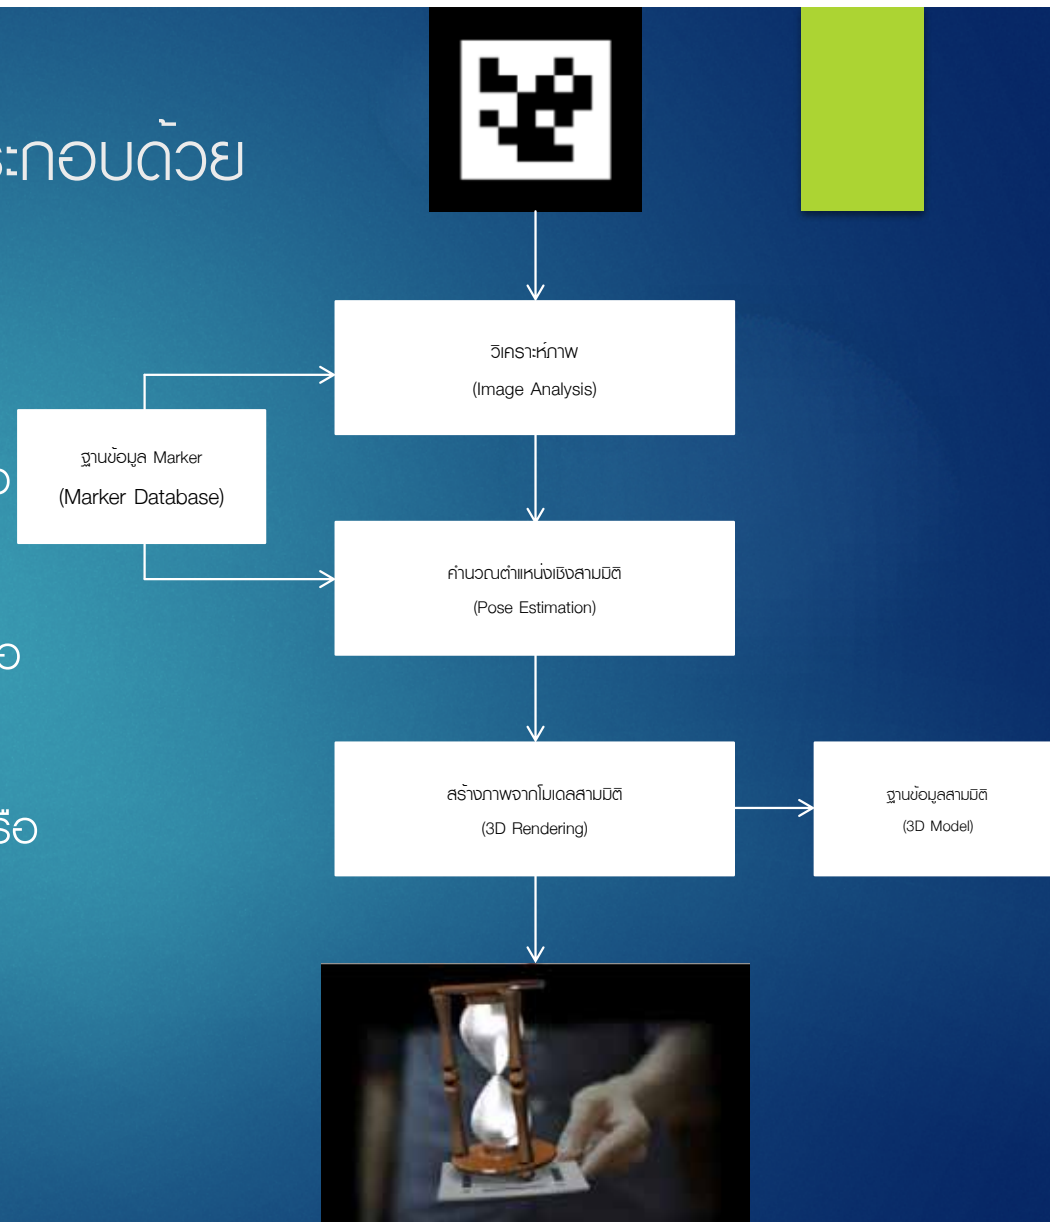 ระกอบด้วย
วิเคราะห์ภาพ
(Image Analysis)
ฐานข้อมูล Marker
(Marker Database)
คำนวณตำแหน่งเชิงสามมิติ
(Pose Estimation)
สร้างภาพจากโมเดลสามมิติ
(3D Rendering)
ฐานข้อมูลสามมิติ
(3D Model)
รือ